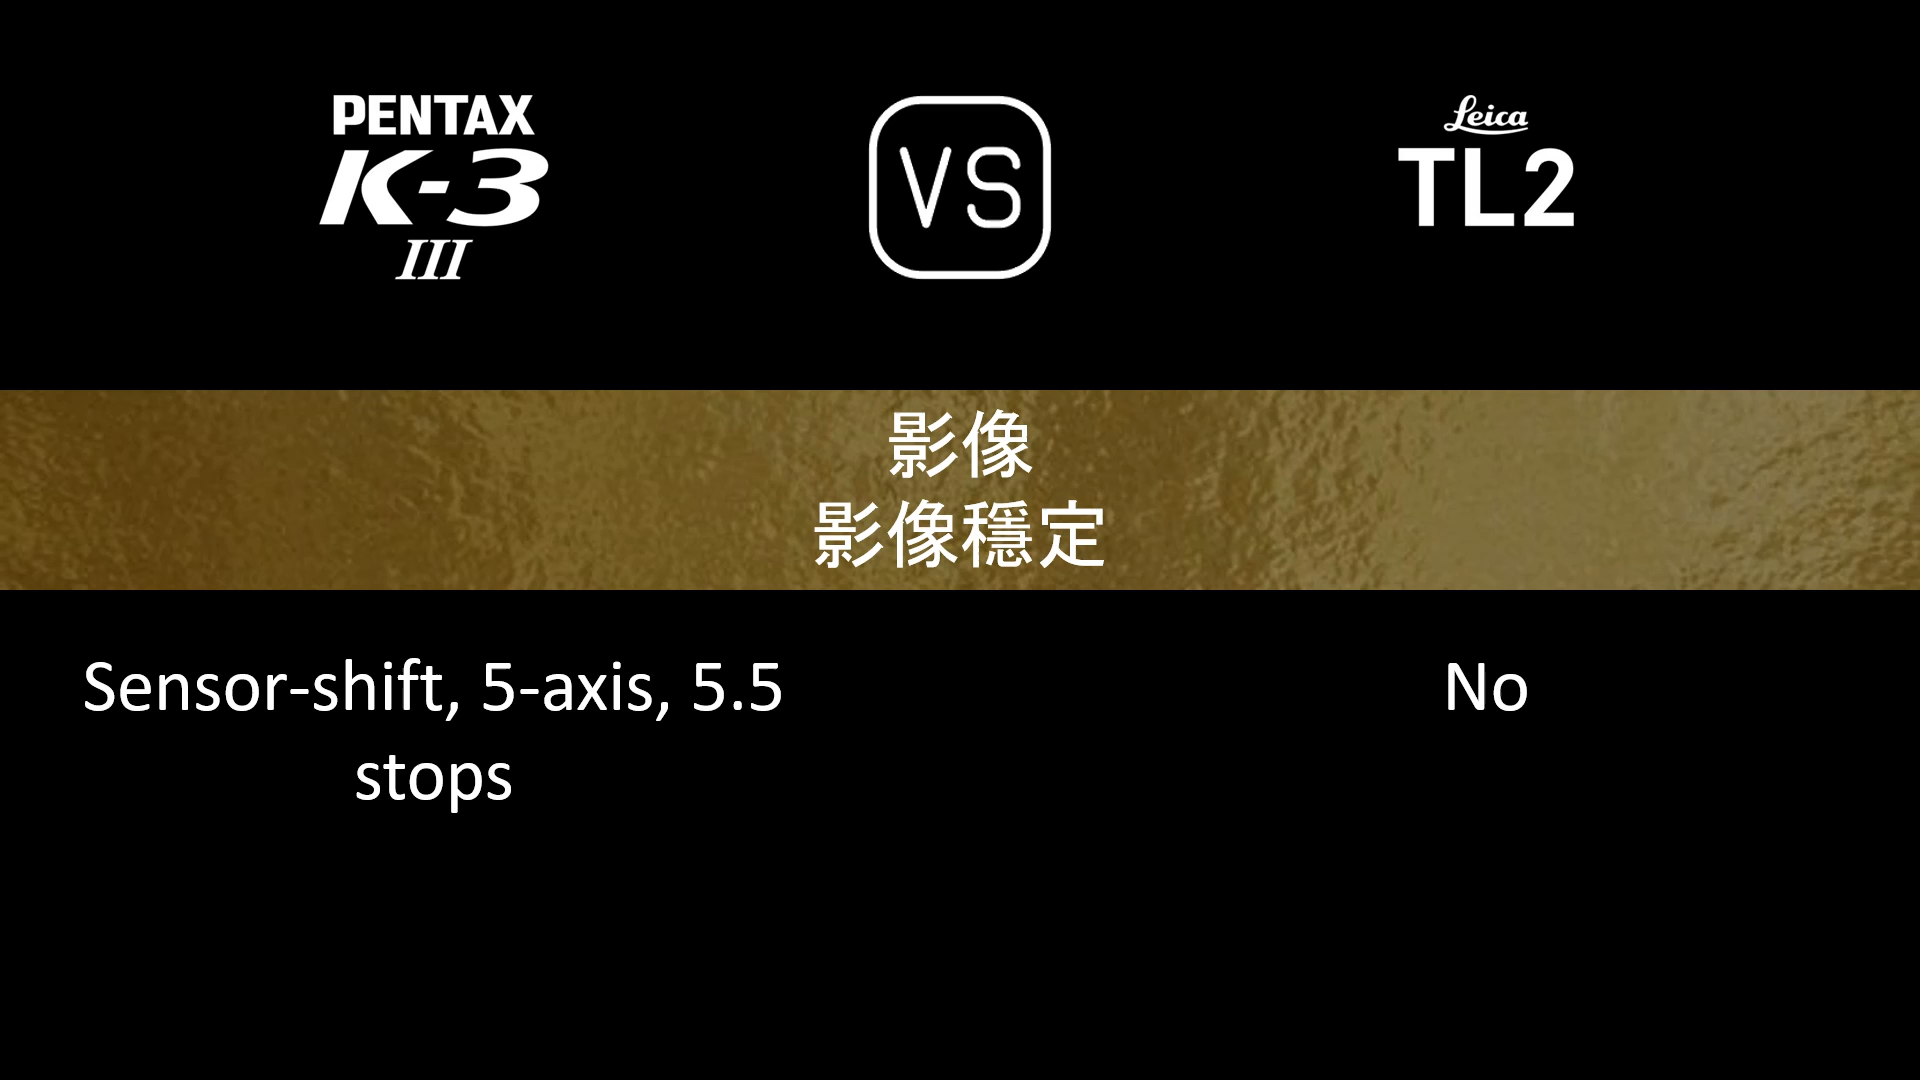 PENTAX
K-3
III
VS
Leica
TL2
影像
影像穩定
Sensor-shift, 5-axis, 5.5
stops
No